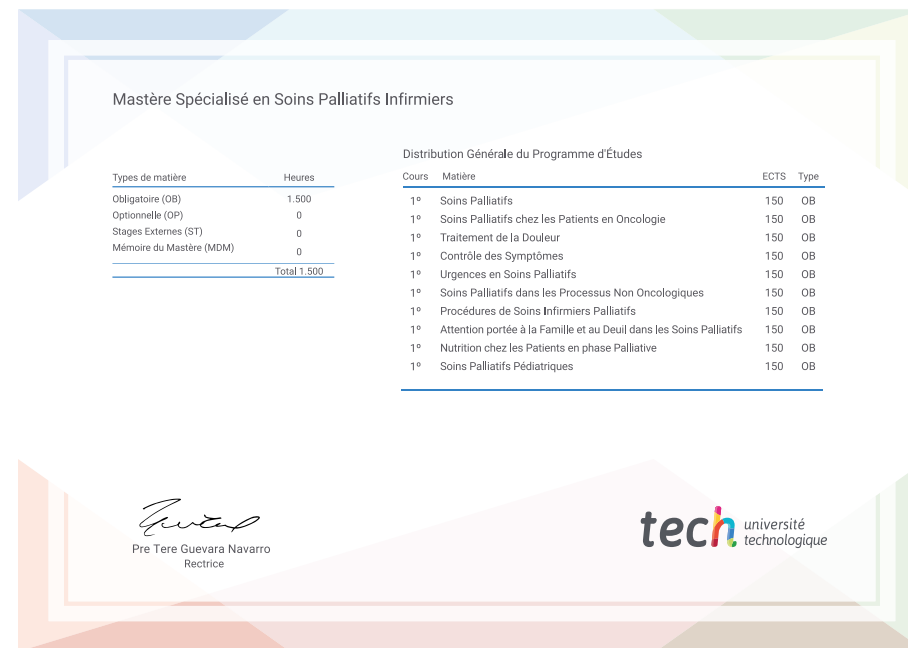 Mastère Spécialisé en Soins Palliatifs Infirmiers
Types de matière Heures
Obligatoire (OB) 1.500
Optionnelle (OP) 0
Stages Externes (ST) 0
Mémoire du Mastère (MDM) 0
Total 1.500
Distribution Générale du Programme d'Études
Cours Matière ECTS Type
1º Soins Palliatifs 150 OB
1º Soins Palliatifs chez les Patients en Oncologie 150 OB
1º Traitement de la Douleur 150 OB
1º Contrôle des Symptômes 150 OB
1º Urgences en Soins Palliatifs 150 OB
1º Soins Palliatifs dans les Processus Non Oncologiques 150 OB
1º Procédures de Soins Infirmiers Palliatifs 150 OB
1º Attention portée à la Famille et au Deuil dans les Soins Palliatifs 150 OB
1º Nutrition chez les Patients en phase Palliative 150 OB
1º Soins Palliatifs Pédiatriques 150 OB
Pre Tere Guevara Navarro
Rectrice
tech université
technologique